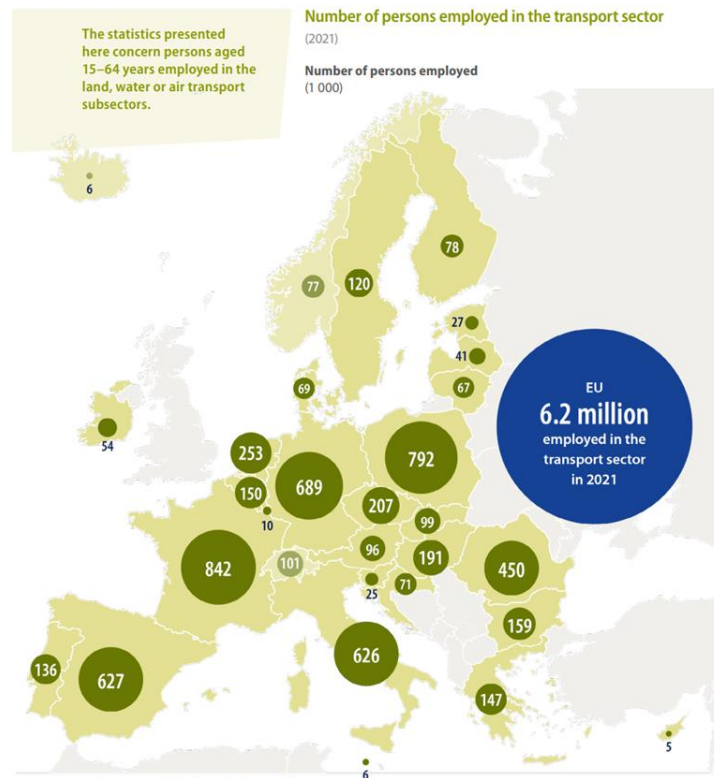 The statistics presented
here concern persons aged
15–64 years employed in the
land, water or air transport
subsectors.
Number of persons employed in the transport sector
(2021)
Number of persons employed
(1 000)
6
78
77
120
27
41
69
67
54
EU
6.2 million
employed in the
transport sector
in 2021
253
689
792
150
10
207
99
96
191
842
101
450
25
71
159
136
627
626
147
5
6